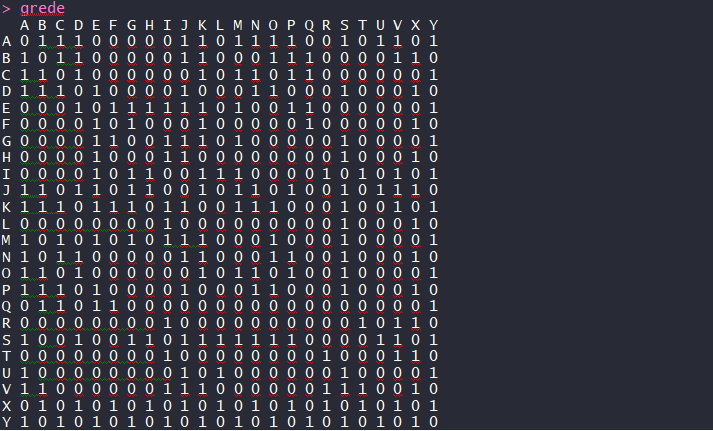 > grede
A B C D E F G H I J K L M N O P Q R S T U V X Y
A 0 1 1 1 0 0 0 0 0 1 1 0 1 1 1 1 0 0 1 0 1 1 0 1
B 1 0 1 1 0 0 0 0 0 1 1 0 0 0 1 1 1 0 0 0 0 1 1 0
C 1 1 0 1 0 0 0 0 0 0 1 0 1 1 0 1 1 0 0 0 0 0 0 1
D 1 1 1 0 1 0 0 0 0 1 0 0 0 1 1 0 0 0 1 0 0 0 1 0
E 0 0 0 1 0 1 1 1 1 1 1 0 1 0 0 1 1 0 0 0 0 0 0 1
F 0 0 0 0 1 0 1 0 0 0 1 0 0 0 0 0 1 0 0 0 0 0 1 0
G 0 0 0 0 1 1 0 0 1 1 1 0 1 0 0 0 0 0 1 0 0 0 0 1
H 0 0 0 0 1 0 0 0 1 1 0 0 0 0 0 0 0 0 1 0 0 0 1 0
I 0 0 0 0 1 0 1 1 0 0 1 1 1 0 0 0 0 1 0 1 0 1 0 1
J 1 1 0 1 1 0 1 1 0 0 1 0 1 1 0 1 0 0 1 0 1 1 1 0
K 1 1 1 0 1 1 1 0 1 1 0 0 1 1 1 0 0 0 1 0 0 1 0 1
L 0 0 0 0 0 0 0 0 1 0 0 0 0 0 0 0 0 0 1 0 0 0 1 0
M 1 0 1 0 1 0 1 0 1 1 1 0 0 0 1 0 0 0 1 0 0 0 0 1
N 1 0 1 1 0 0 0 0 0 1 1 0 0 0 1 1 0 0 1 0 0 0 1 0
O 1 1 0 1 0 0 0 0 0 0 1 0 1 1 0 1 0 0 1 0 0 0 0 1
P 1 1 1 0 1 0 0 0 0 1 0 0 0 1 1 0 0 0 1 0 0 0 1 0
Q 0 1 1 0 1 1 0 0 0 0 0 0 0 0 0 0 0 0 0 0 0 0 0 1
R 0 0 0 0 0 0 0 0 1 0 0 0 0 0 0 0 0 0 0 1 0 1 1 0
S 1 0 0 1 0 0 1 1 0 1 1 1 1 1 1 1 0 0 0 0 1 1 0 1
T 0 0 0 0 0 0 0 0 1 0 0 0 0 0 0 0 0 1 0 0 0 1 1 0
U 1 0 0 0 0 0 0 0 0 1 0 0 0 0 0 0 0 0 1 0 0 0 0 1
V 1 1 0 0 0 0 0 0 1 1 1 0 0 0 0 0 0 1 1 1 0 0 1 0
X 0 1 0 1 0 1 0 1 0 1 0 1 0 1 0 1 0 1 0 1 0 1 0 1
Y 1 0 1 0 1 0 1 0 1 0 1 0 1 0 1 0 1 0 1 0 1 0 1 0